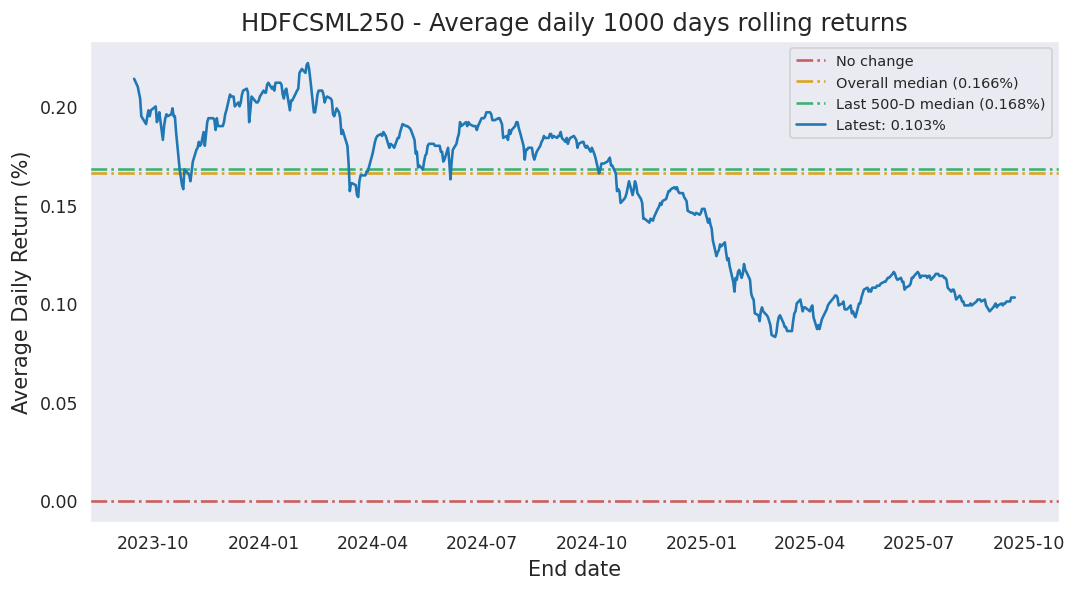 HDFCSML250 - Average daily 1000 days rolling returns
No change
Overall median (0.166%)
Last 500-D median (0.168%)
Latest: 0.103%
Average Daily Return (%)
0.20
0.15
0.10
0.05
0.00
2023-10 2024-01 2024-04 2024-07 2024-10 2025-01 2025-04 2025-07 2025-10
End date